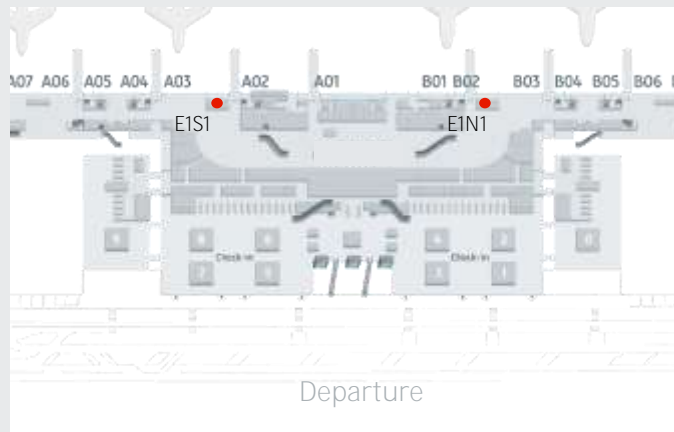 A07 A06 A05 A04 A03 A02 A01 B01 B02 B03 B04 B05 B06
E1S1 E1N1
Check-in Check-in
Departure